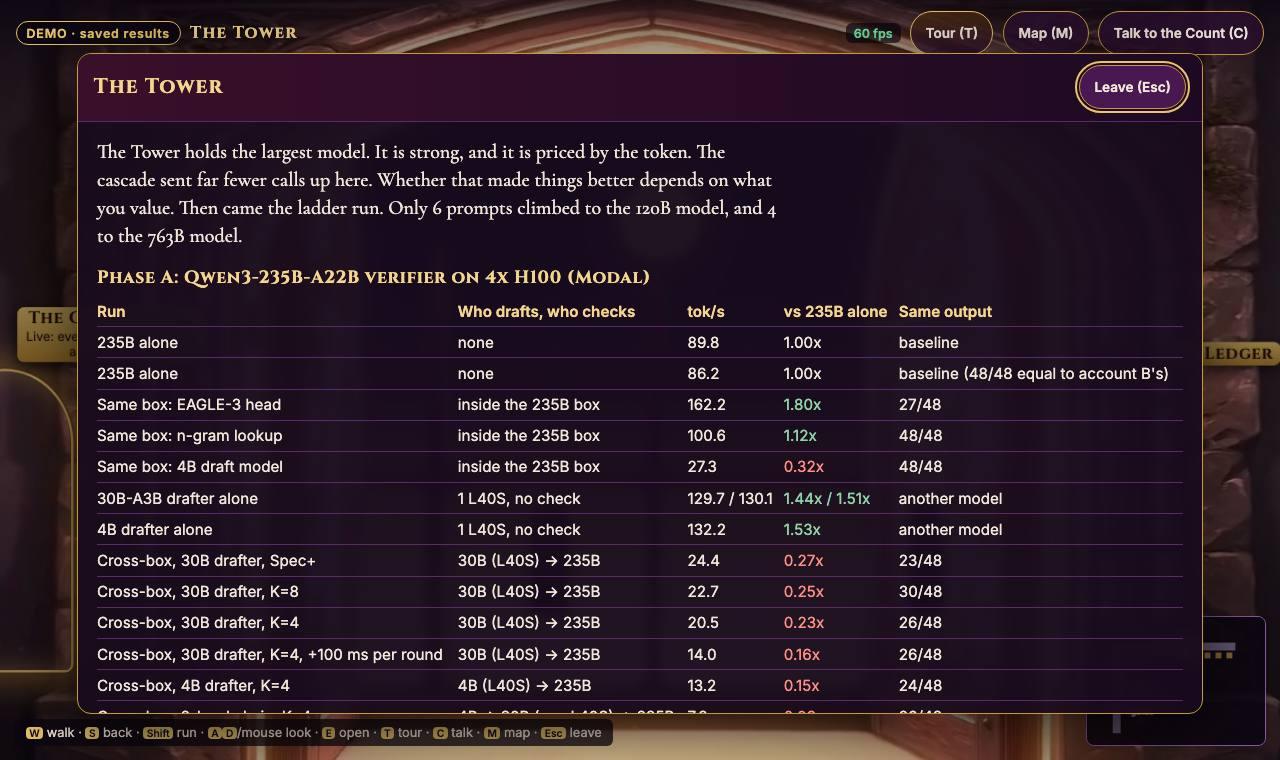 DEMO · saved results THE TOWER 60 fps Tour (T) Map (M) Talk to the Count (C)
THE TOWER Leave (Esc)
The Tower holds the largest model. It is strong, and it is priced by the token. The
cascade sent far fewer calls up here. Whether that made things better depends on what
you value. Then came the ladder run. Only 6 prompts climbed to the 120B model, and 4
to the 763B model.
PHASE A: QWEN3-235B-A22B VERIFIER ON 4X H100 (MODAL)
Run Who drafts, who checks tok/s vs 235B alone Same output
235B alone none 89.8 1.00x baseline
235B alone none 86.2 1.00x baseline (48/48 equal to account B's)
Same box: EAGLE-3 head inside the 235B box 162.2 1.80x 27/48
Same box: n-gram lookup inside the 235B box 100.6 1.12x 48/48
Same box: 4B draft model inside the 235B box 27.3 0.32x 48/48
30B-A3B drafter alone 1 L40S, no check 129.7 / 130.1 1.44x / 1.51x another model
4B drafter alone 1 L40S, no check 132.2 1.53x another model
Cross-box, 30B drafter, Spec+ 30B (L40S) → 235B 24.4 0.27x 23/48
Cross-box, 30B drafter, K=8 30B (L40S) → 235B 22.7 0.25x 30/48
Cross-box, 30B drafter, K=4 30B (L40S) → 235B 20.5 0.23x 26/48
Cross-box, 30B drafter, K=4, +100 ms per round 30B (L40S) → 235B 14.0 0.16x 26/48
Cross-box, 4B drafter, K=4 4B (L40S) → 235B 13.2 0.15x 24/48
THE
Live:
LEDGER
W walk · S back · Shift run · A D/mouse look · E open · T tour · C talk · M map · Esc leave